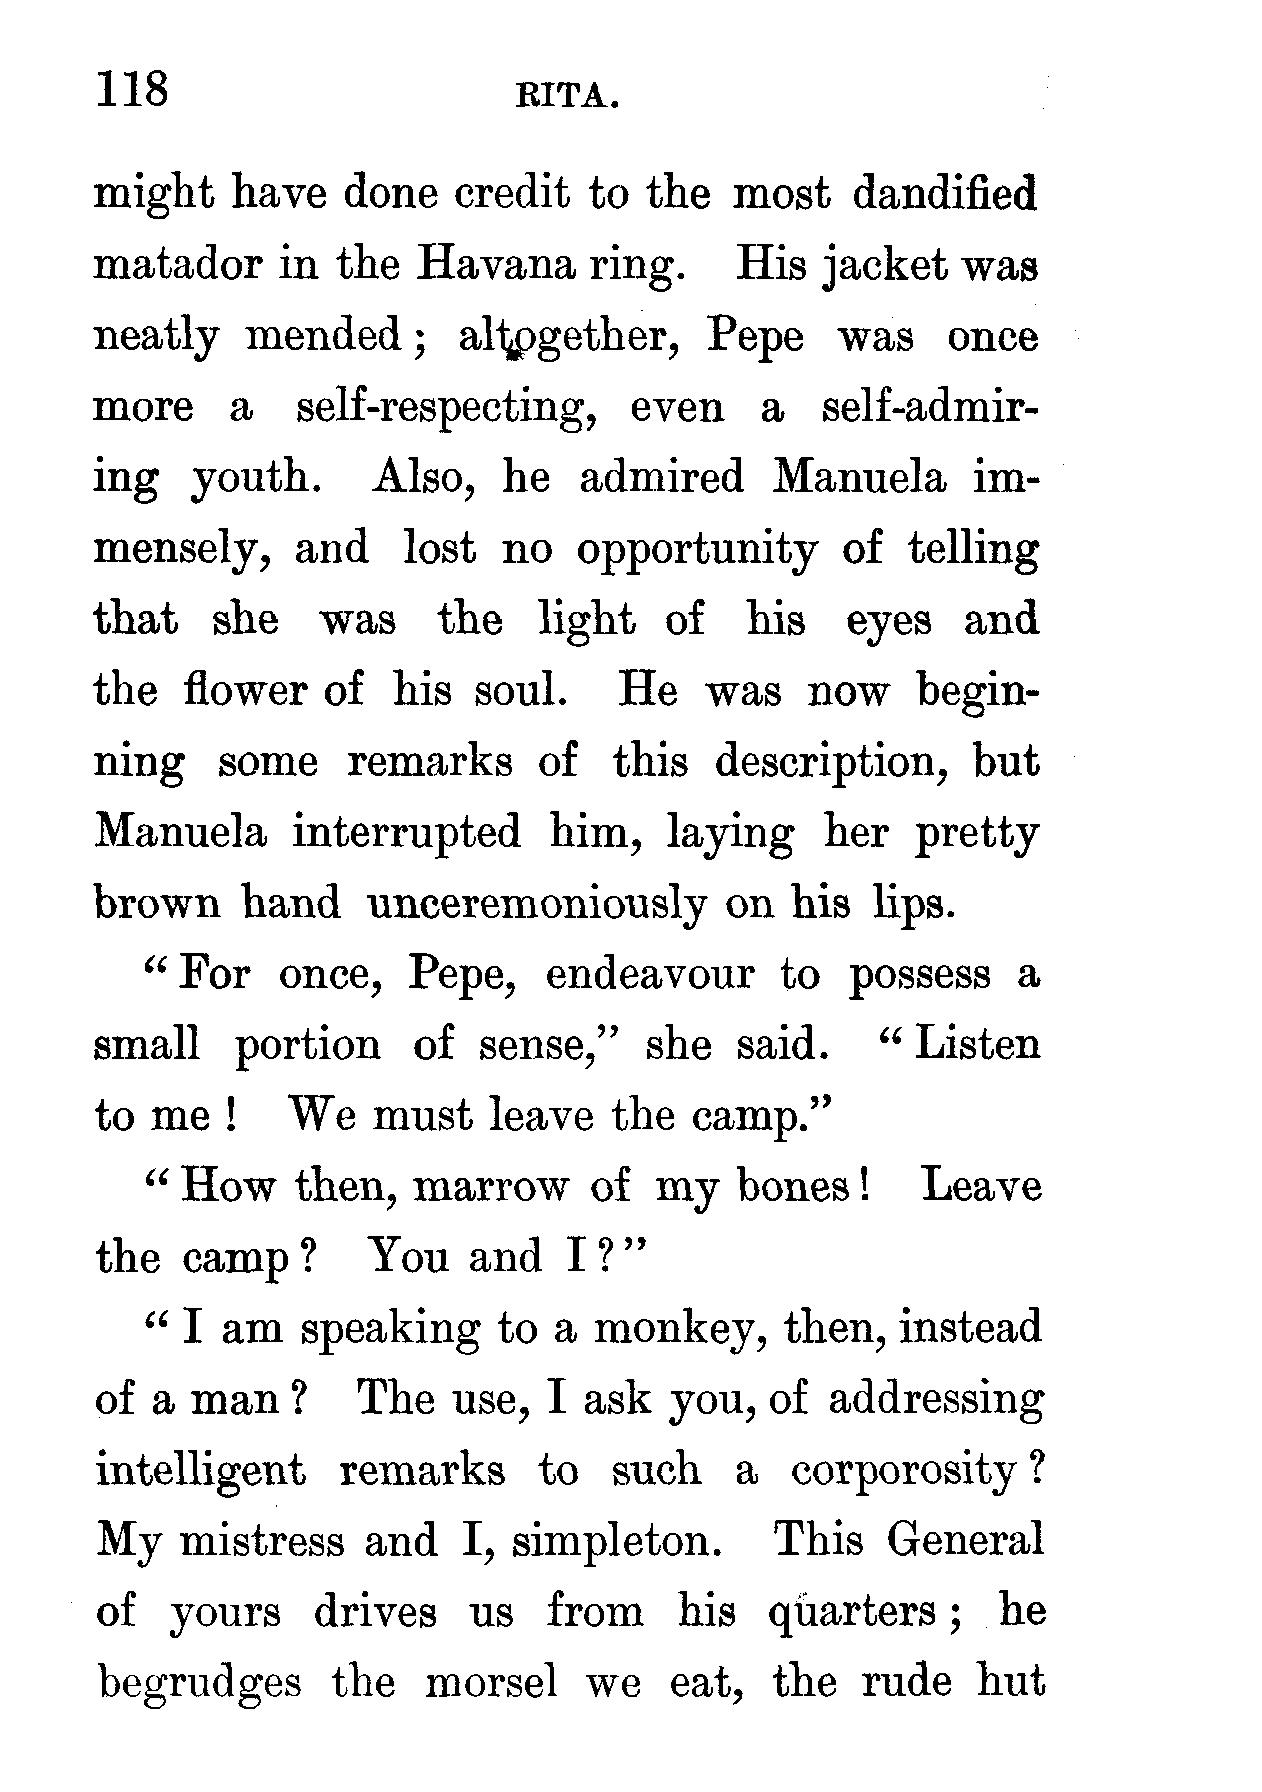 118 RITA.
might have done credit to the most dandified
matador in the Havana ring. His jacket was
neatly mended ; altogether, Pepe was once
more a self-respecting, even a self-admir-
ing youth. Also, he admired Manuela im-
mensely, and lost no opportunity of telling
that she was the light of his eyes and
the flower of his soul. He was now begin-
ning some remarks of this description, but
Manuela interrupted him, laying her pretty
brown hand unceremoniously on his lips.
“ For once, Pepe, endeavour to possess a
small portion of sense,” she said. “ Listen
to me ! We must leave the camp.”
“ How then, marrow of my bones ! Leave
the camp ? You and I ? ”
“ I am speaking to a monkey, then, instead
of a man ? The use, I ask you, of addressing
intelligent remarks to such a corporosity ?
My mistress and I, simpleton. This General
of yours drives us from his quarters ; he
begrudges the morsel we eat, the rude hut